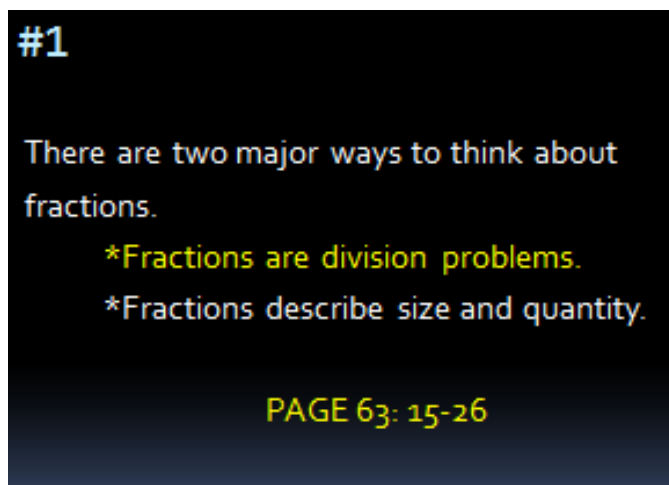 #1
There are two major ways to think about
fractions.
*Fractions are division problems.
*Fractions describe size and quantity.
PAGE 63: 15-26